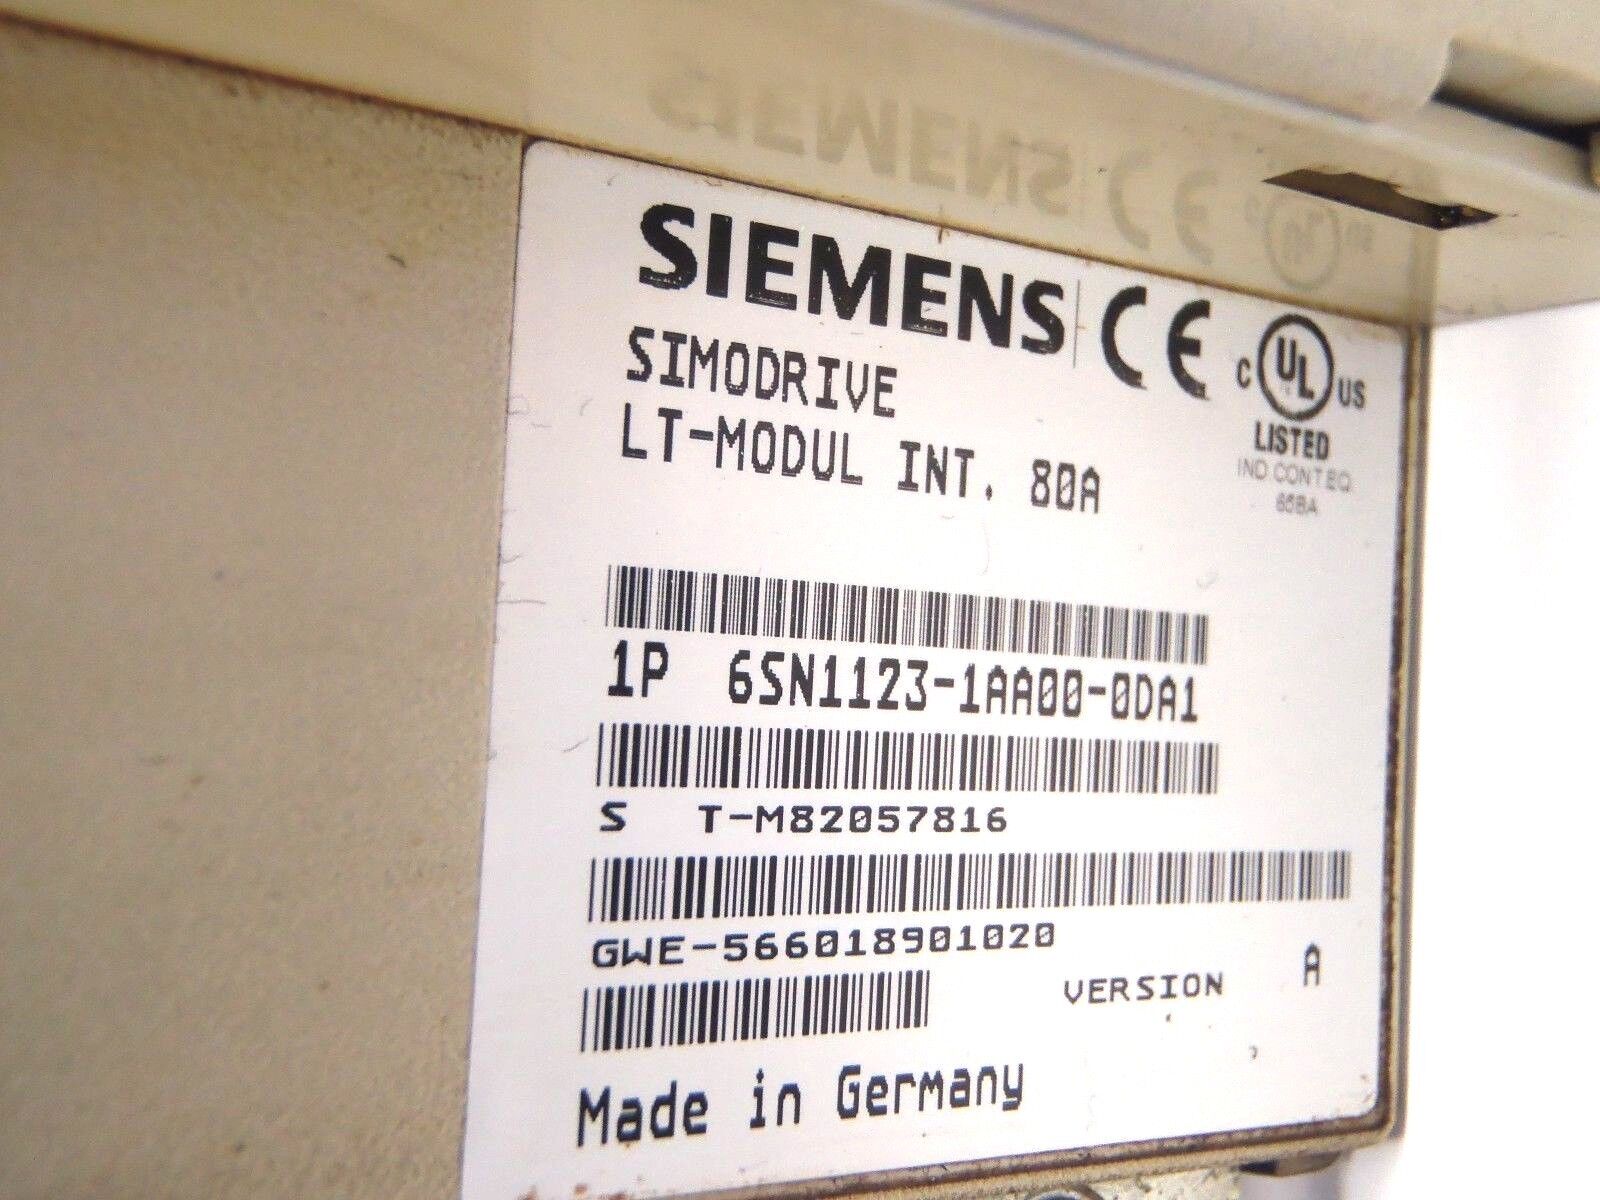 SIEMENS CE
C UL US
LISTED
IND CONT.EQ.
SIMODRIVE
LT-MODUL INT. 80A
1P 6SN1123-1AA00-0DA1
S T-M82057816
GWE-566018901020
VERSION A
Made in Germany